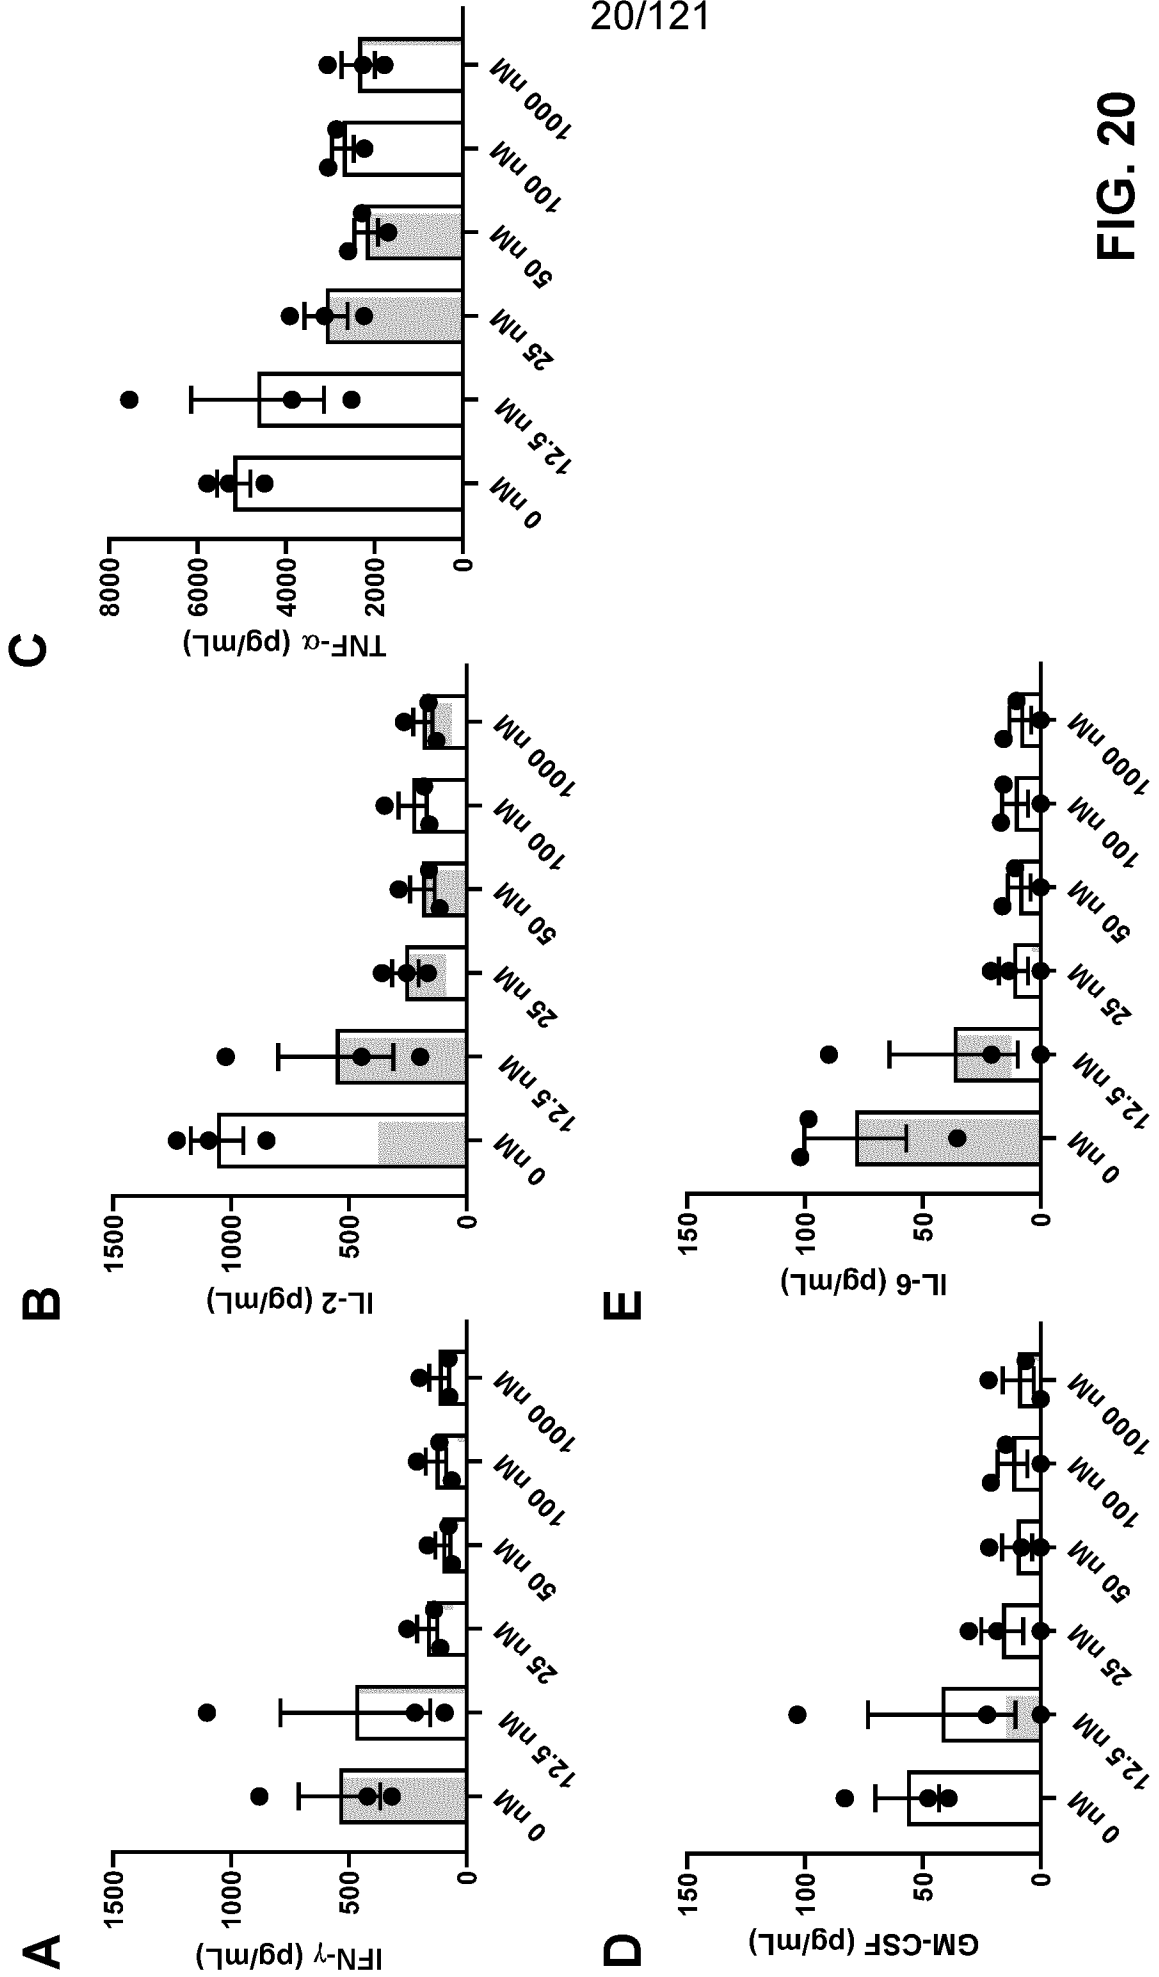 20/121
A
IFN-γ (pg/mL)
1500
1000
500
0
0 nM
12.5 nM
25 nM
50 nM
100 nM
1000 nM
B
IL-2 (pg/mL)
1500
1000
500
0
0 nM
12.5 nM
25 nM
50 nM
100 nM
1000 nM
C
TNF-α (pg/mL)
8000
6000
4000
2000
0
0 nM
12.5 nM
25 nM
50 nM
100 nM
1000 nM
D
GM-CSF (pg/mL)
150
100
50
0
0 nM
12.5 nM
25 nM
50 nM
100 nM
1000 nM
E
IL-6 (pg/mL)
150
100
50
0
0 nM
12.5 nM
25 nM
50 nM
100 nM
1000 nM
FIG. 20